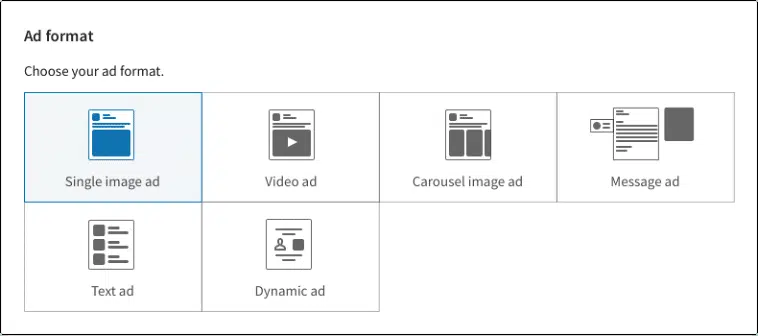 Ad format
Choose your ad format.
Single image ad
Video ad
Carousel image ad
Message ad
Text ad
Dynamic ad